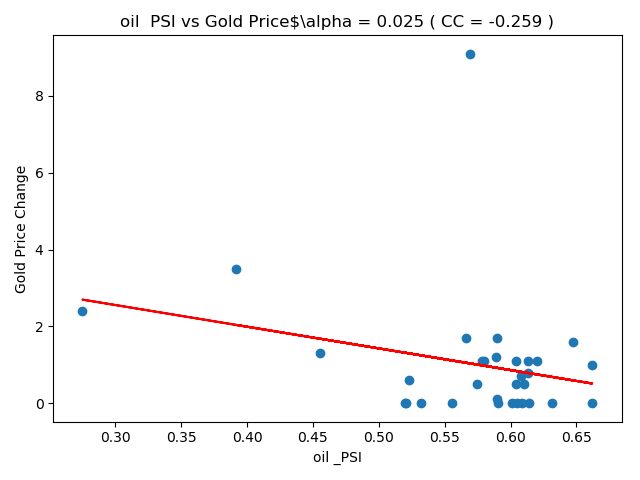 oil  PSI vs Gold Price$\alpha = 0.025 ( CC = -0.259 )
Gold Price Change
8
6
4
2
0
0.30 0.35 0.40 0.45 0.50 0.55 0.60 0.65
oil _PSI